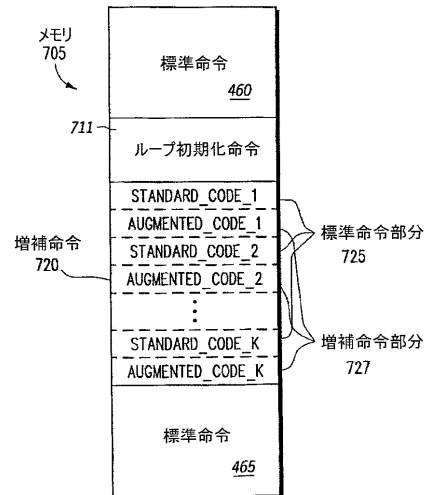 メモリ
705
標準命令
460
711
ループ初期化命令
STANDARD_CODE_1
AUGMENTED_CODE_1
STANDARD_CODE_2
AUGMENTED_CODE_2
STANDARD_CODE_K
AUGMENTED_CODE_K
増補命令
720
標準命令部分
725
増補命令部分
727
標準命令
465